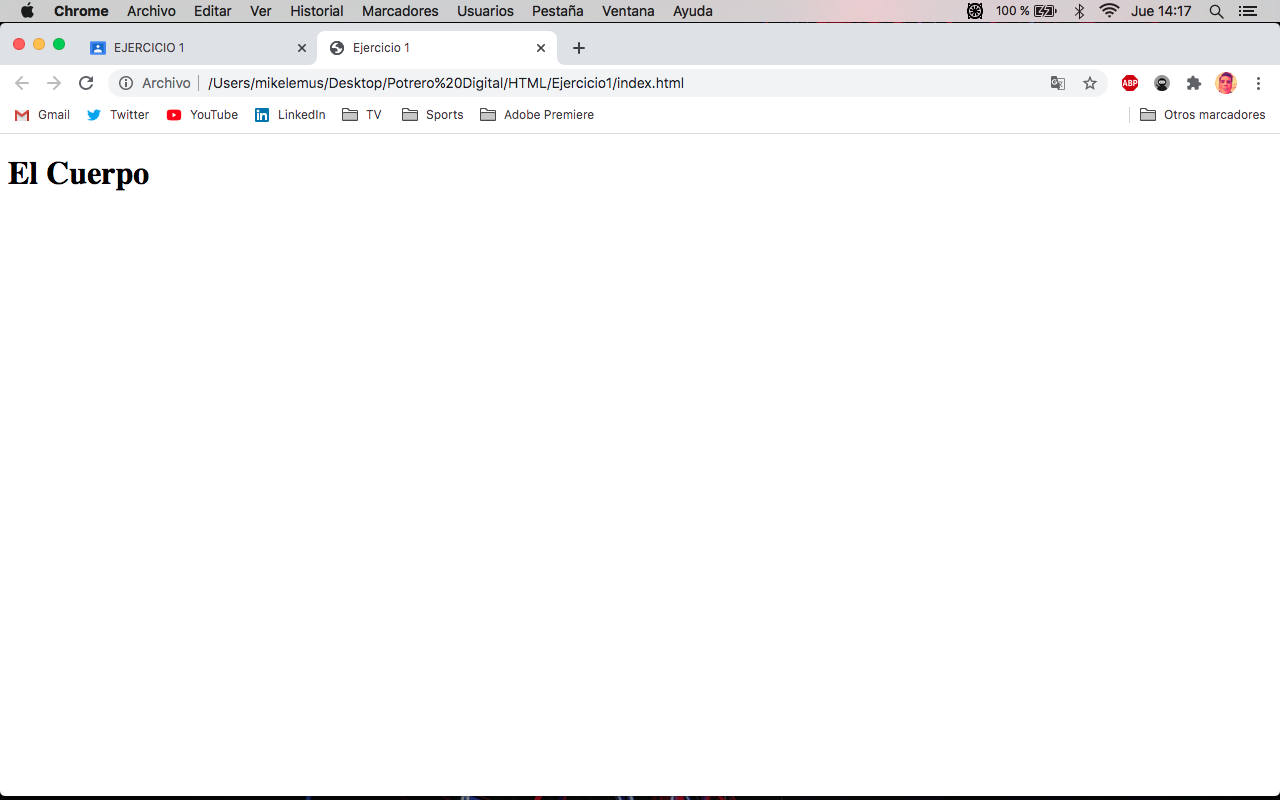 Chrome Archivo Editar Ver Historial Marcadores Usuarios Pestaña Ventana Ayuda 100 % Jue 14:17
EJERCICIO 1 Ejercicio 1
Archivo /Users/mikelemus/Desktop/Potrero%20Digital/HTML/Ejercicio1/index.html ABP
Gmail Twitter YouTube LinkedIn TV Sports Adobe Premiere Otros marcadores
El Cuerpo